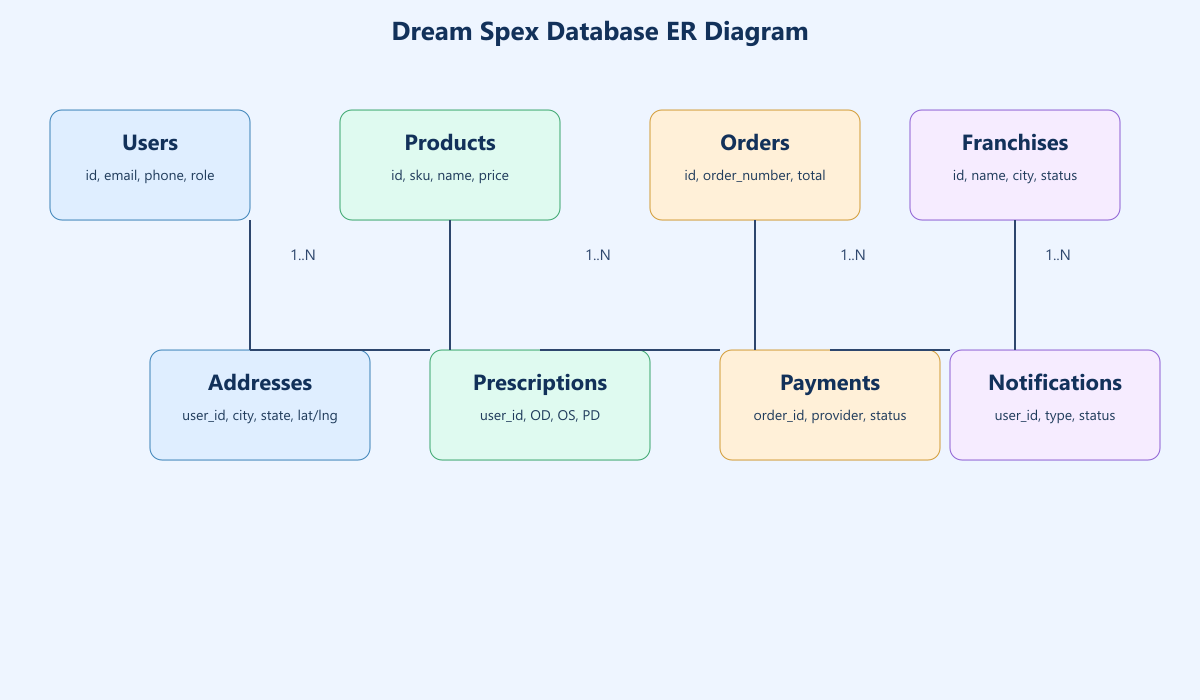 Dream Spex Database ER Diagram
Users
id, email, phone, role
Products
id, sku, name, price
Orders
id, order_number, total
Franchises
id, name, city, status
1..N
1..N
1..N
1..N
Addresses
user_id, city, state, lat/lng
Prescriptions
user_id, OD, OS, PD
Payments
order_id, provider, status
Notifications
user_id, type, status